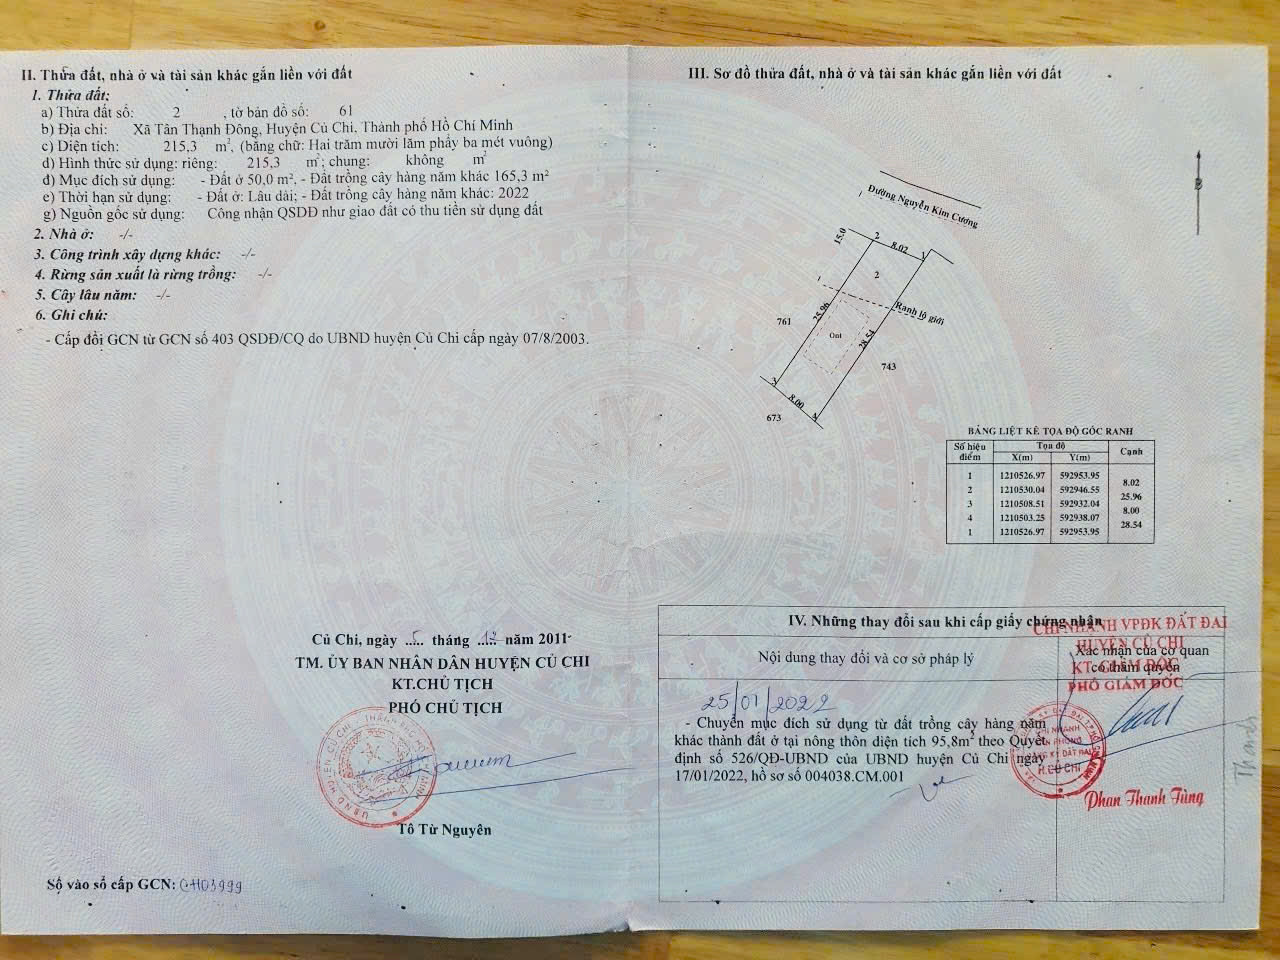 II. Thửa đất, nhà ở và tài sản khác gắn liền với đất
1. Thửa đất:
a) Thửa đất số: 2 , tờ bản đồ số: 61
b) Địa chỉ: Xã Tân Thạnh Đông, Huyện Củ Chi, Thành phố Hồ Chí Minh
c) Diện tích: 215,3 m², (bằng chữ: Hai trăm mười lăm phẩy ba mét vuông)
d) Hình thức sử dụng: riêng: 215,3 m²; chung: không m²
đ) Mục đích sử dụng: - Đất ở 50,0 m². - Đất trồng cây hàng năm khác 165,3 m²
e) Thời hạn sử dụng: - Đất ở: Lâu dài; - Đất trồng cây hàng năm khác: 2022
g) Nguồn gốc sử dụng: Công nhận QSDĐ như giao đất có thu tiền sử dụng đất
2. Nhà ở: -/-
3. Công trình xây dựng khác: -/-
4. Rừng sản xuất là rừng trồng: -/-
5. Cây lâu năm: -/-
6. Ghi chú:
- Cấp đổi GCN từ GCN số 403 QSDĐ/CQ do UBND huyện Củ Chi cấp ngày 07/8/2003.
Củ Chi, ngày 5 tháng 12 năm 2011
TM. ỦY BAN NHÂN DÂN HUYỆN CỦ CHI
KT.CHỦ TỊCH
PHÓ CHỦ TỊCH
Tô Từ Nguyên
Số vào sổ cấp GCN: CH03999
III. Sơ đồ thửa đất, nhà ở và tài sản khác gắn liền với đất
B
Đường Nguyễn Kim Cương
15.0
2
8.02
1
2
Ranh lộ giới
761
25.96
Ont
28.54
743
3
8.00
4
673
BẢNG LIỆT KÊ TỌA ĐỘ GÓC RANH
Số hiệu điểm Tọa độ Cạnh
X(m) Y(m)
1 1210526.97 592953.95
8.02
2 1210530.04 592946.55
25.96
3 1210508.51 592932.04
8.00
4 1210503.25 592938.07
28.54
1 1210526.97 592953.95
IV. Những thay đổi sau khi cấp giấy chứng nhận
Nội dung thay đổi và cơ sở pháp lý
Xác nhận của cơ quan
có thẩm quyền
CHI NHÁNH VPĐK ĐẤT ĐAI
HUYỆN CỦ CHI
KT. GIÁM ĐỐC
PHÓ GIÁM ĐỐC
25/01/2022
- Chuyển mục đích sử dụng từ đất trồng cây hàng năm
khác thành đất ở tại nông thôn diện tích 95,8m² theo Quyết
định số 526/QĐ-UBND của UBND huyện Củ Chi ngày
17/01/2022, hồ sơ số 004038.CM.001
Phan Thanh Tùng